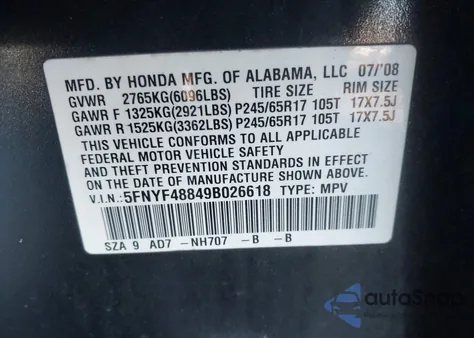 MFD. BY HONDA MFG. OF ALABAMA, LLC 07/'08
GVWR 2765KG(6096LBS) TIRE SIZE RIM SIZE
GAWR F 1325KG(2921LBS) P245/65R17 105T 17X7.5J
GAWR R 1525KG(3362LBS) P245/65R17 105T 17X7.5J
THIS VEHICLE CONFORMS TO ALL APPLICABLE
FEDERAL MOTOR VEHICLE SAFETY
AND THEFT PREVENTION STANDARDS IN EFFECT
ON THE DATE OF MANUFACTURE SHOWN ABOVE.
V.I.N.:5FNYF48849B026618 TYPE: MPV
SZA 9 AD7 -NH707 -B -B
autoSnap